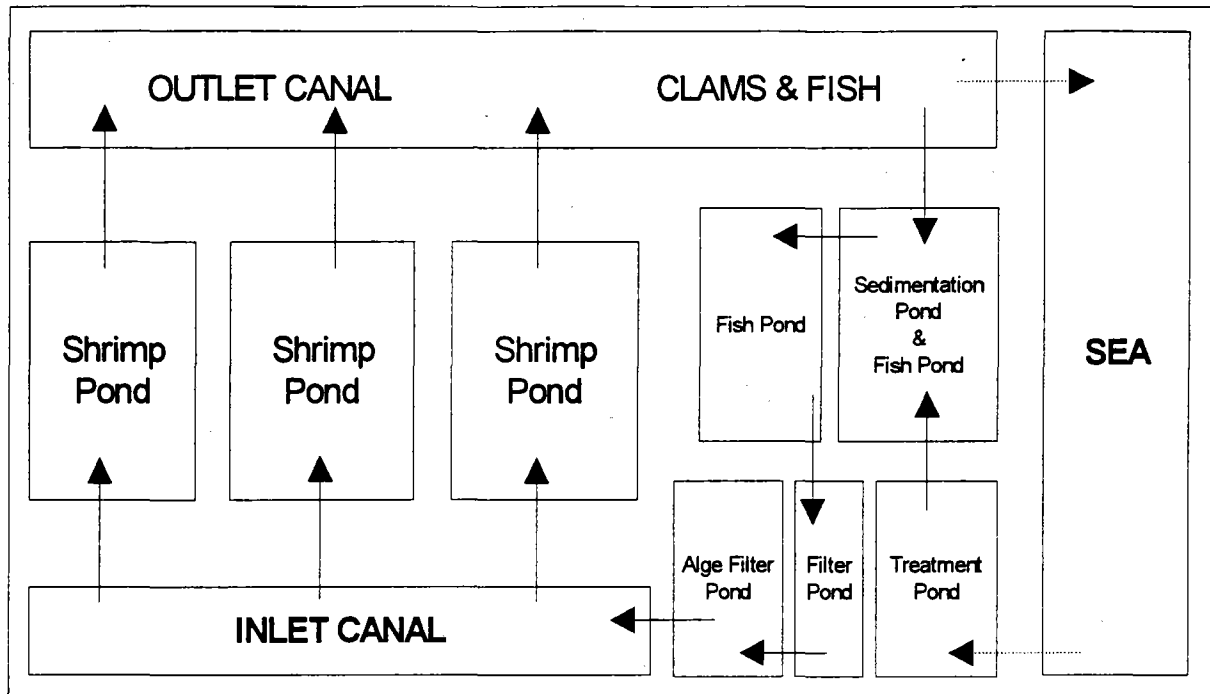 OUTLET CANAL
CLAMS & FISH
Shrimp
Pond
Shrimp
Pond
Shrimp
Pond
Fish Pond
Sedimentation
Pond
&
Fish Pond
SEA
Alge Filter
Pond
Filter
Pond
Treatment
Pond
INLET CANAL